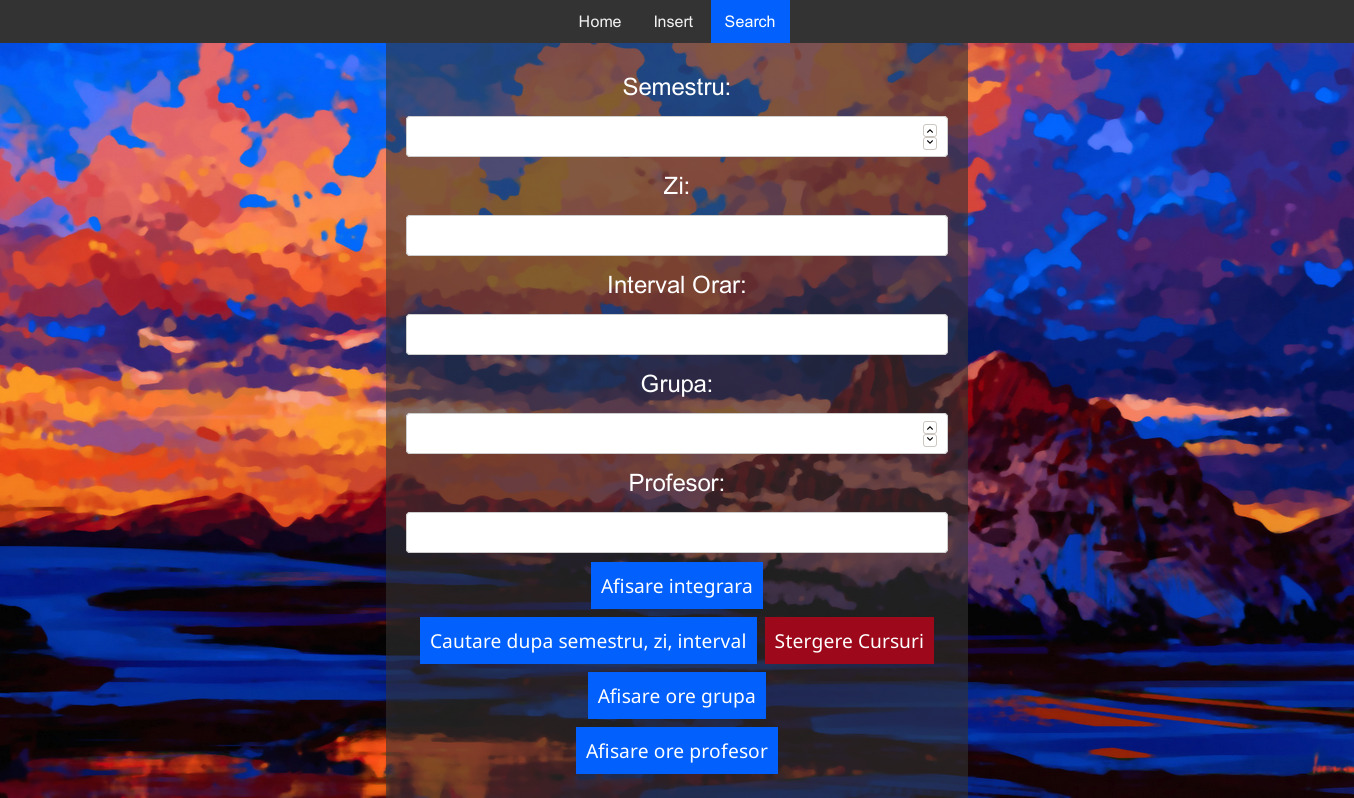 Home Insert Search
Semestru:
Zi:
Interval Orar:
Grupa:
Profesor:
Afisare integrara
Cautare dupa semestru, zi, interval Stergere Cursuri
Afisare ore grupa
Afisare ore profesor